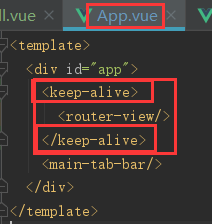 ll.vue App.vue
<template>
<div id="app">
<keep-alive>
<router-view/>
</keep-alive>
<main-tab-bar/>
</div>
</template>